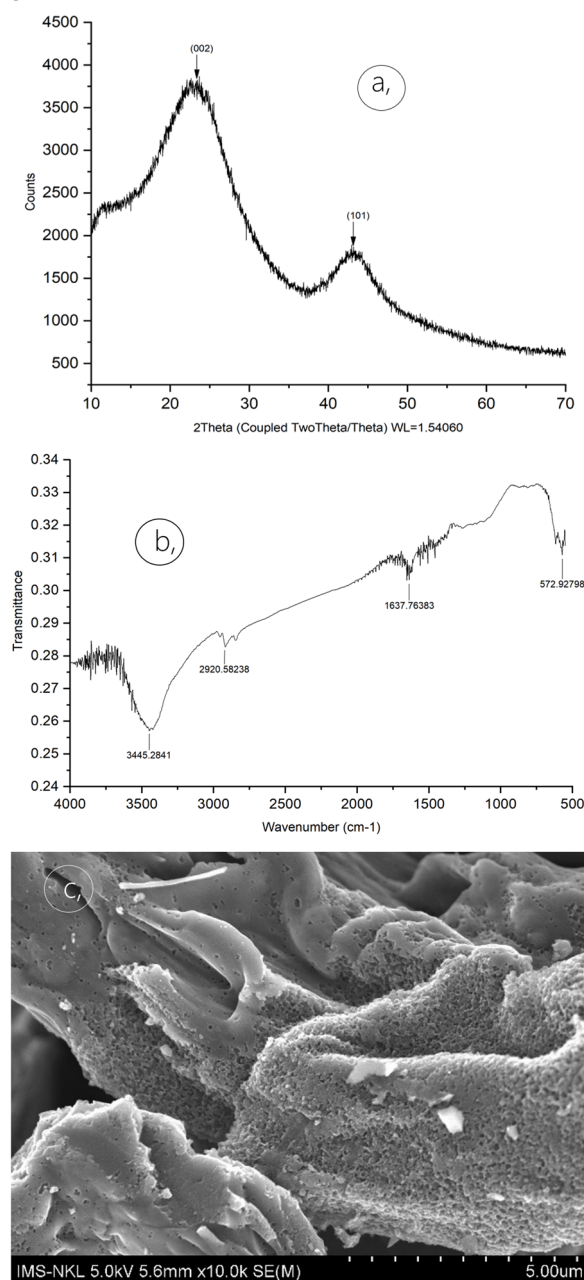 4500
(002)
a,
4000
3500
3000
Counts
2500
(101)
2000
1500
1000
500
10 20 30 40 50 60 70
2Theta (Coupled TwoTheta/Theta) WL=1.54060
0.34
0.33
b,
0.32
0.31
572.92798
1637.76383
0.30
Transmittance
0.29
0.28
2920.58238
0.27
0.26
3445.2841
0.25
0.24
4000 3500 3000 2500 2000 1500 1000 500
Wavenumber (cm-1)
c,
IMS-NKL 5.0kV 5.6mm x10.0k SE(M) 5.00um